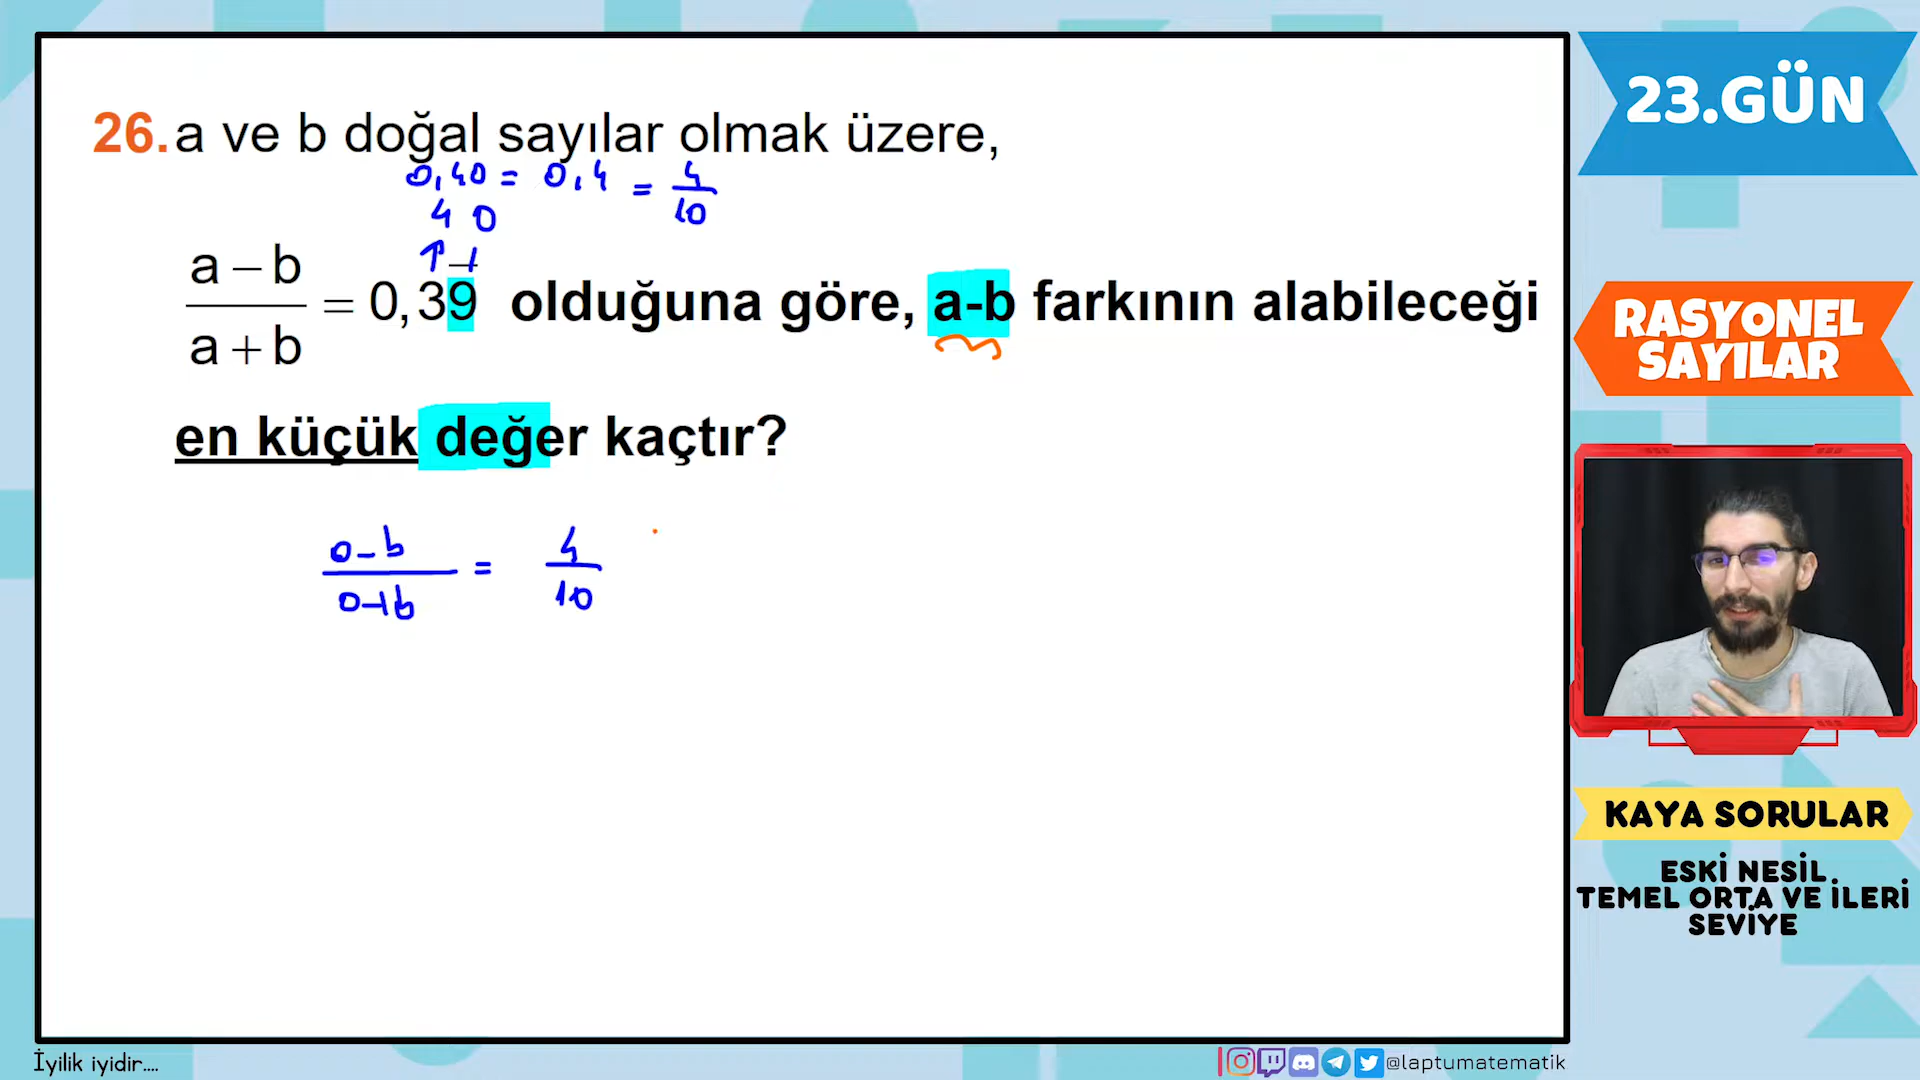 26. a ve b doğal sayılar olmak üzere,
0,40 = 0,4 = 4/10
4 0
↑ 1
a − b / a + b = 0,39̅ olduğuna göre, a-b farkının alabileceği
en küçük değer kaçtır?
a-b / a+b = 4/10
23.GÜN
RASYONEL
SAYILAR
KAYA SORULAR
ESKİ NESİL
TEMEL ORTA VE İLERİ
SEVİYE
İyilik iyidir....
@laptumatematik